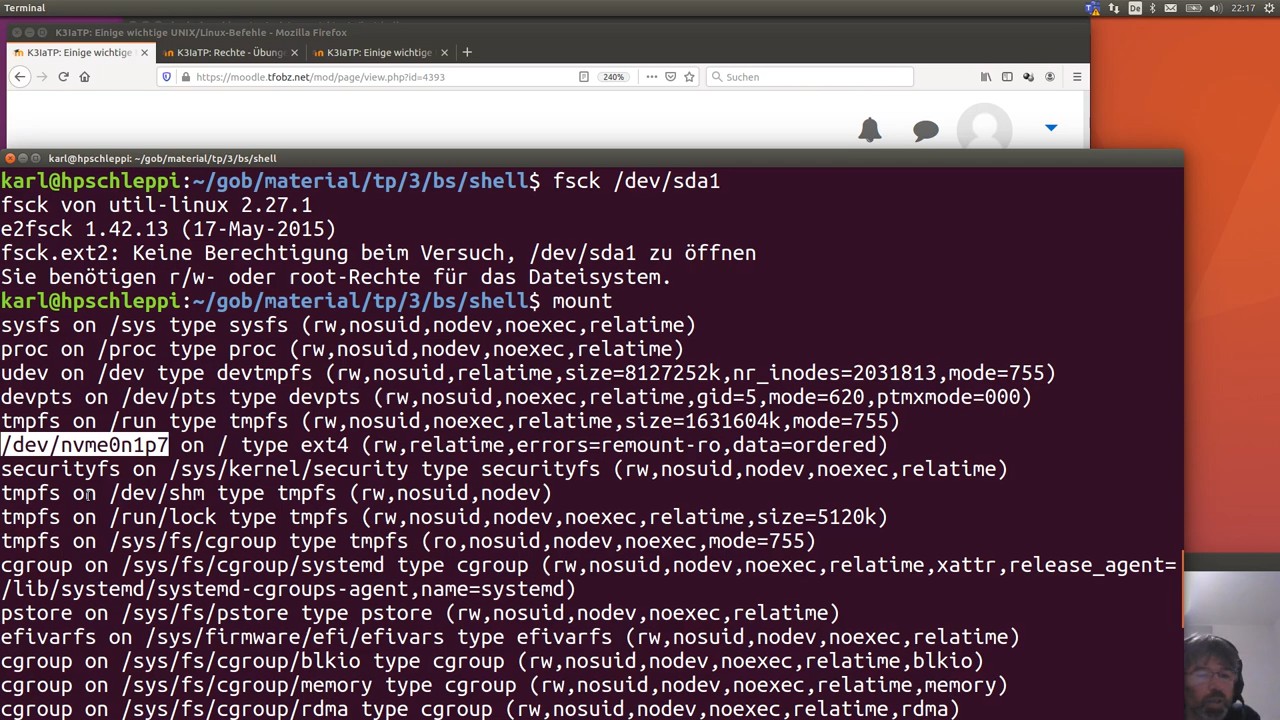 Terminal
De
22:17
K3IaTP: Einige wichtige UNIX/Linux-Befehle - Mozilla Firefox
K3IaTP: Einige wichtige
K3IaTP: Rechte - Übung
K3IaTP: Einige wichtige
https://moodle.tfobz.net/mod/page/view.php?id=4393
240%
Suchen
karl@hpschleppi: ~/gob/material/tp/3/bs/shell
karl@hpschleppi:~/gob/material/tp/3/bs/shell$ fsck /dev/sda1
fsck von util-linux 2.27.1
e2fsck 1.42.13 (17-May-2015)
fsck.ext2: Keine Berechtigung beim Versuch, /dev/sda1 zu öffnen
Sie benötigen r/w- oder root-Rechte für das Dateisystem.
karl@hpschleppi:~/gob/material/tp/3/bs/shell$ mount
sysfs on /sys type sysfs (rw,nosuid,nodev,noexec,relatime)
proc on /proc type proc (rw,nosuid,nodev,noexec,relatime)
udev on /dev type devtmpfs (rw,nosuid,relatime,size=8127252k,nr_inodes=2031813,mode=755)
devpts on /dev/pts type devpts (rw,nosuid,noexec,relatime,gid=5,mode=620,ptmxmode=000)
tmpfs on /run type tmpfs (rw,nosuid,noexec,relatime,size=1631604k,mode=755)
/dev/nvme0n1p7 on / type ext4 (rw,relatime,errors=remount-ro,data=ordered)
securityfs on /sys/kernel/security type securityfs (rw,nosuid,nodev,noexec,relatime)
tmpfs on /dev/shm type tmpfs (rw,nosuid,nodev)
tmpfs on /run/lock type tmpfs (rw,nosuid,nodev,noexec,relatime,size=5120k)
tmpfs on /sys/fs/cgroup type tmpfs (ro,nosuid,nodev,noexec,mode=755)
cgroup on /sys/fs/cgroup/systemd type cgroup (rw,nosuid,nodev,noexec,relatime,xattr,release_agent=
/lib/systemd/systemd-cgroups-agent,name=systemd)
pstore on /sys/fs/pstore type pstore (rw,nosuid,nodev,noexec,relatime)
efivarfs on /sys/firmware/efi/efivars type efivarfs (rw,nosuid,nodev,noexec,relatime)
cgroup on /sys/fs/cgroup/blkio type cgroup (rw,nosuid,nodev,noexec,relatime,blkio)
cgroup on /sys/fs/cgroup/memory type cgroup (rw,nosuid,nodev,noexec,relatime,memory)
cgroup on /sys/fs/cgroup/rdma type cgroup (rw,nosuid,nodev,noexec,relatime,rdma)